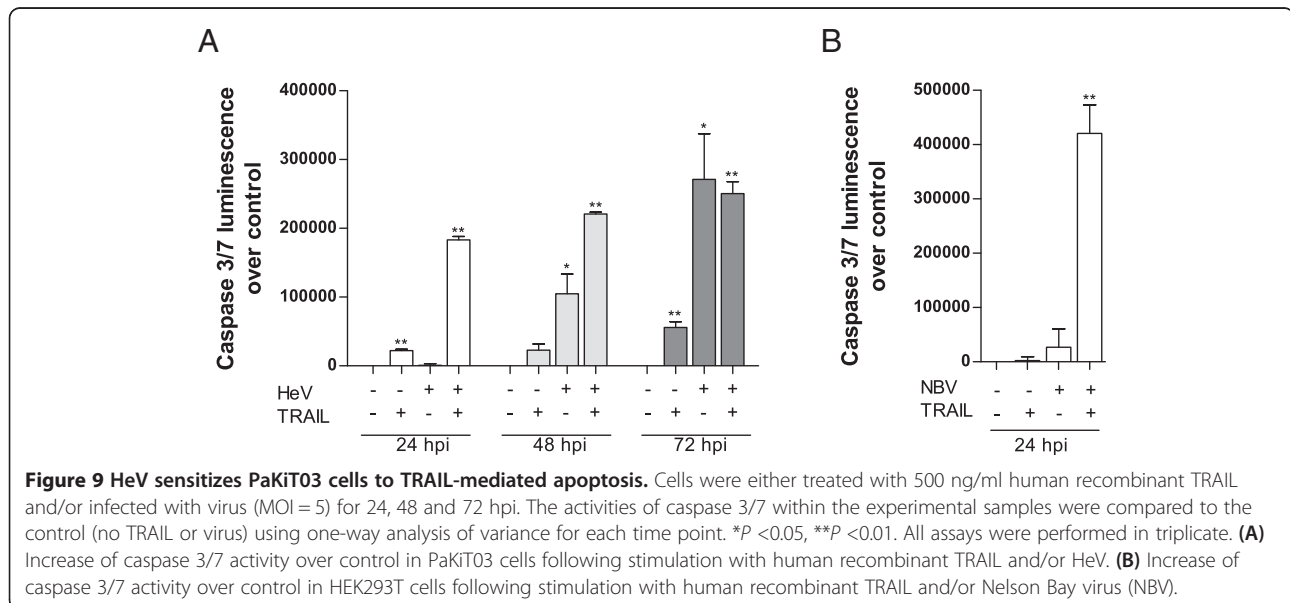 A
B
Caspase 3/7 luminescence
over control
400000
300000
200000
100000
0
* ** ** * ** ** * **
HeV - - + + - - + + - - + +
TRAIL - + - + - + - + - + - +
24 hpi 48 hpi 72 hpi
Caspase 3/7 luminescence
over control
500000
400000
300000
200000
100000
0
**
NBV - - + +
TRAIL - + - +
24 hpi
Figure 9 HeV sensitizes PaKiT03 cells to TRAIL-mediated apoptosis. Cells were either treated with 500 ng/ml human recombinant TRAIL
and/or infected with virus (MOI = 5) for 24, 48 and 72 hpi. The activities of caspase 3/7 within the experimental samples were compared to the
control (no TRAIL or virus) using one-way analysis of variance for each time point. *P <0.05, **P <0.01. All assays were performed in triplicate. (A)
Increase of caspase 3/7 activity over control in PaKiT03 cells following stimulation with human recombinant TRAIL and/or HeV. (B) Increase of
caspase 3/7 activity over control in HEK293T cells following stimulation with human recombinant TRAIL and/or Nelson Bay virus (NBV).